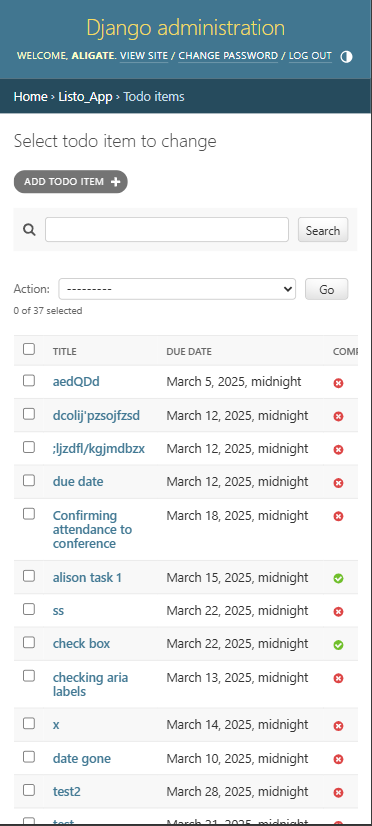 Django administration
WELCOME, ALIGATE. VIEW SITE / CHANGE PASSWORD / LOG OUT
Home › Listo_App › Todo items
Select todo item to change
ADD TODO ITEM +
Search
Action: --------- Go
0 of 37 selected
TITLE DUE DATE COMP
aedQDd March 5, 2025, midnight
dcolij'pzsojfzsd March 12, 2025, midnight
;ljzdfl/kgjmdbzx March 12, 2025, midnight
due date March 12, 2025, midnight
Confirming March 18, 2025, midnight
attendance to
conference
alison task 1 March 15, 2025, midnight
ss March 22, 2025, midnight
check box March 22, 2025, midnight
checking aria March 13, 2025, midnight
labels
x March 14, 2025, midnight
date gone March 10, 2025, midnight
test2 March 28, 2025, midnight
test March 21, 2025, midnight